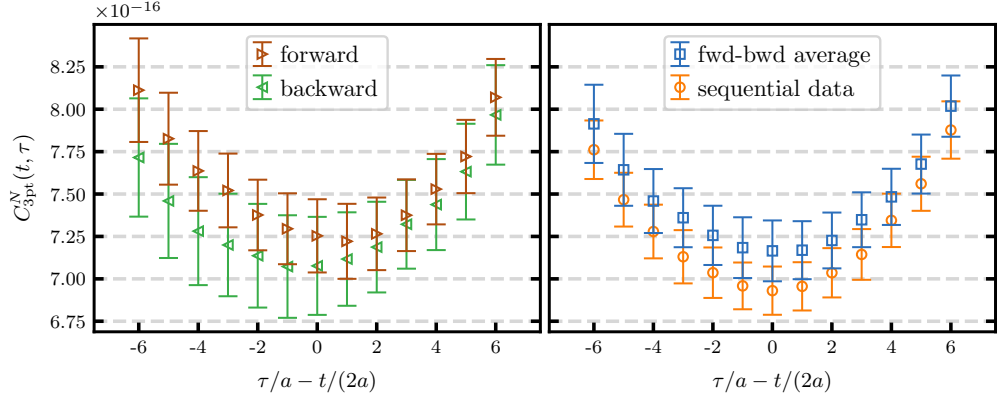 ×10−16
forward
backward
fwd-bwd average
sequential data
8.25
8.00
7.75
7.50
7.25
7.00
6.75
C^N_3pt(t, τ)
-6 -4 -2 0 2 4 6
-6 -4 -2 0 2 4 6
τ/a − t/(2a)
τ/a − t/(2a)